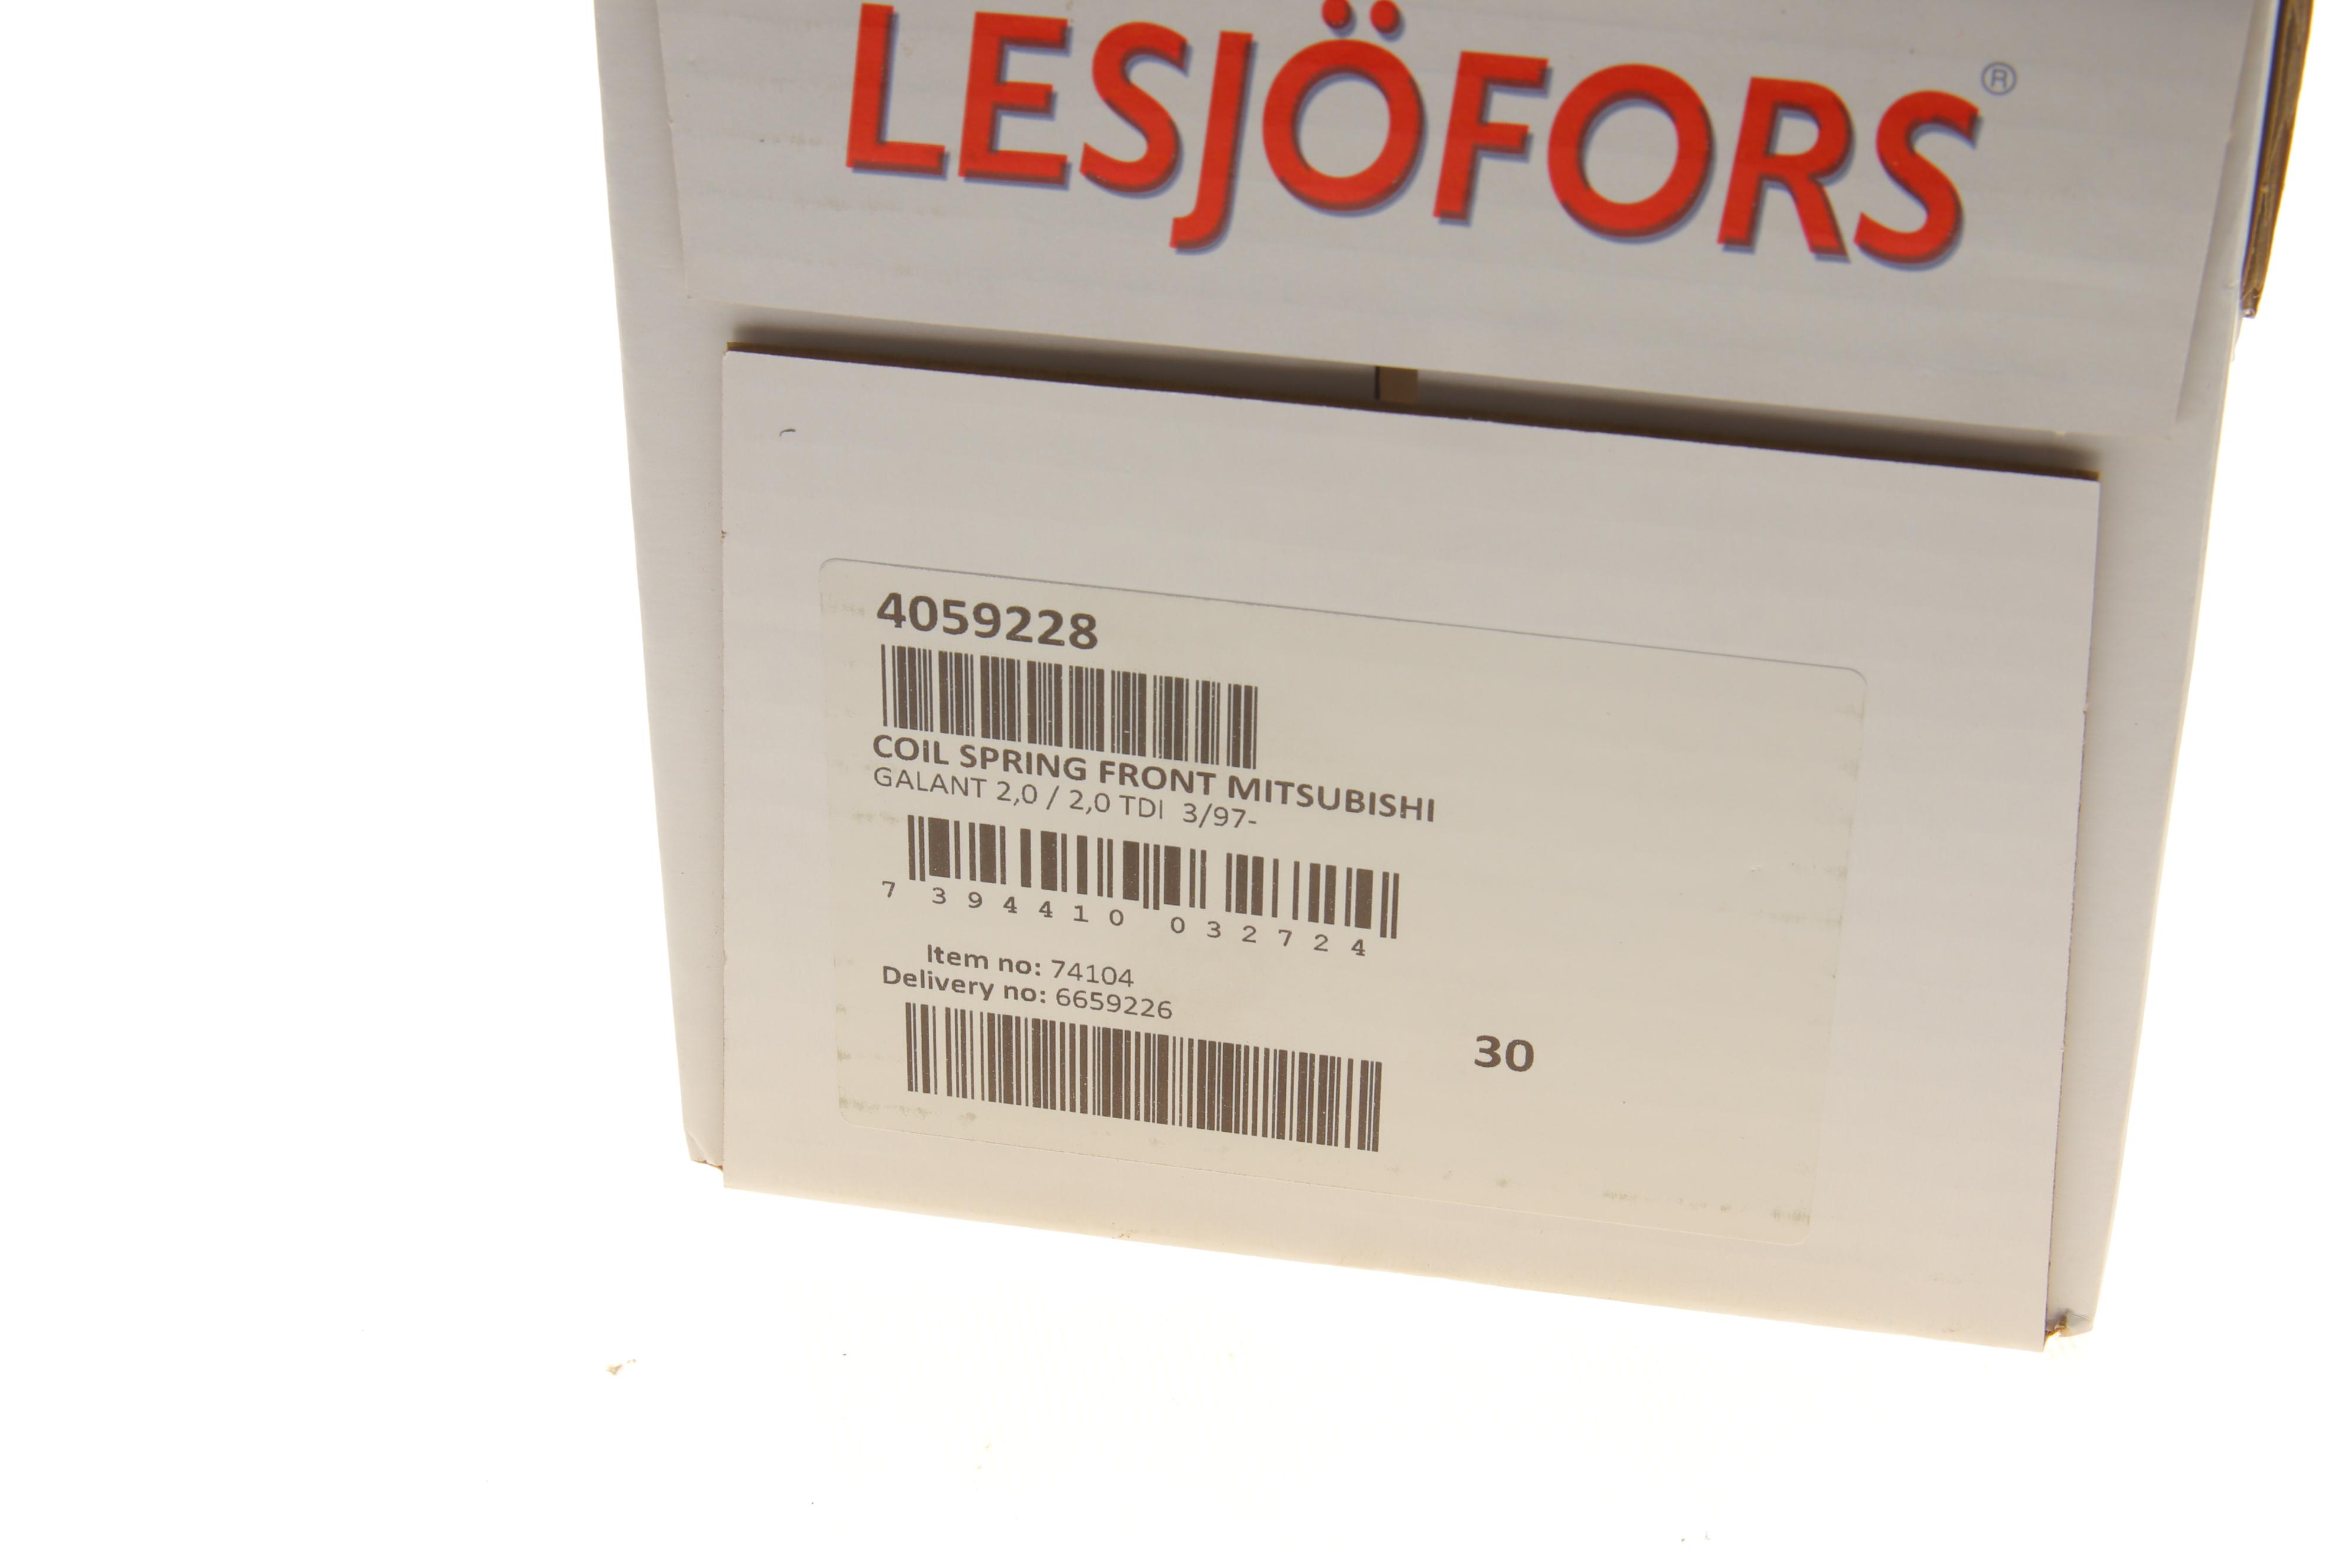 LESJÖFORS®
4059228
COIL SPRING FRONT MITSUBISHI
GALANT 2,0 / 2,0 TDI 3/97-
7 394410 032724
Item no: 74104
Delivery no: 6659226
30